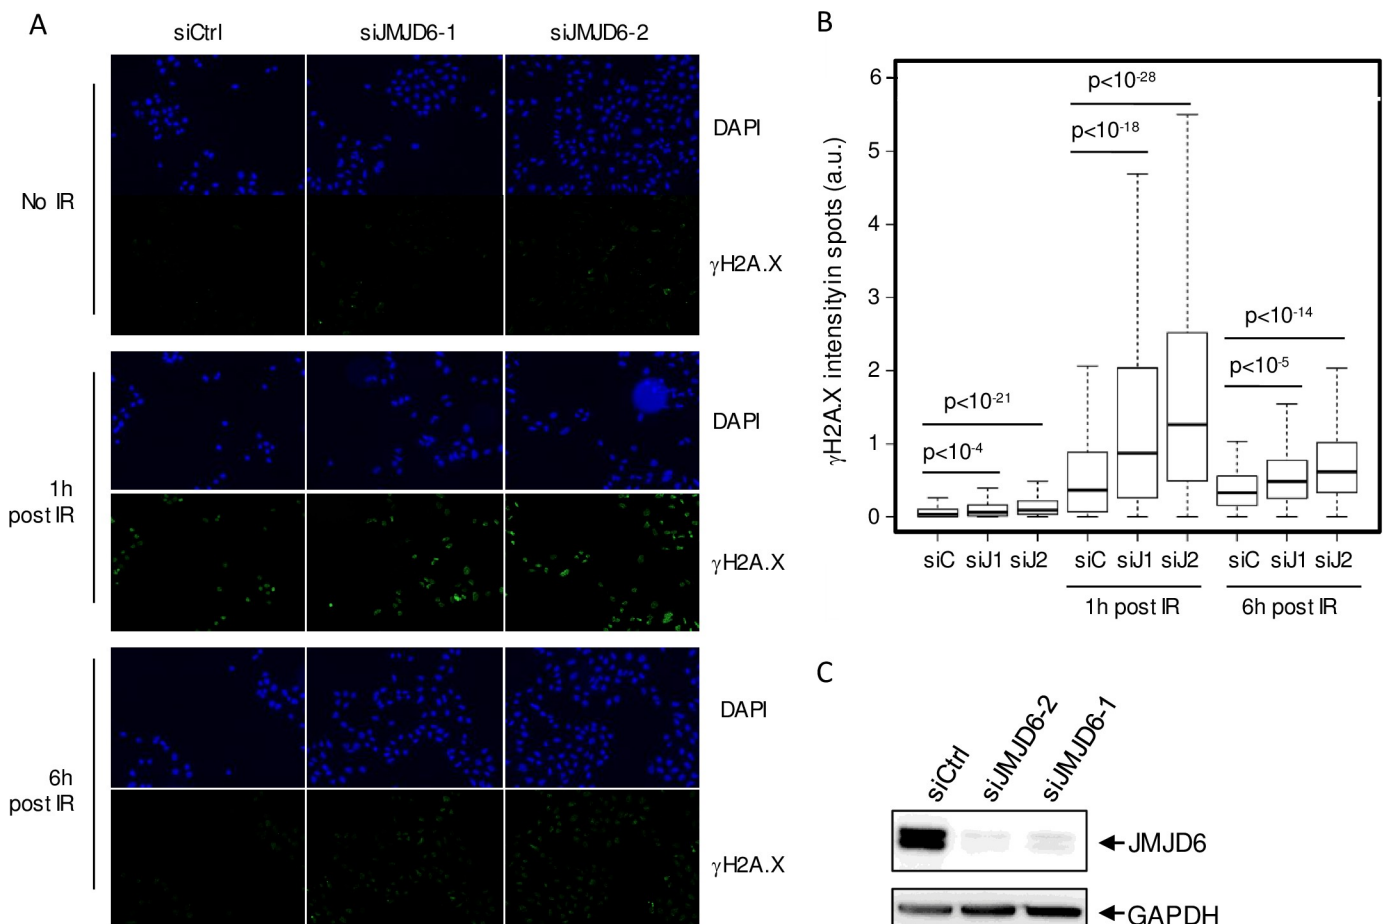 A
siCtrl siJMJD6-1 siJMJD6-2
No IR
DAPI
γH2A.X
1h
post IR
DAPI
γH2A.X
6h
post IR
DAPI
γH2A.X
B
γH2A.X intensity in spots (a.u.)
6
5
4
3
2
1
0
p<10-4
p<10-21
p<10-18
p<10-28
p<10-5
p<10-14
siC siJ1 siJ2 siC siJ1 siJ2 siC siJ1 siJ2
1h post IR 6h post IR
C
siCtrl siJMJD6-2 siJMJD6-1
JMJD6
GAPDH